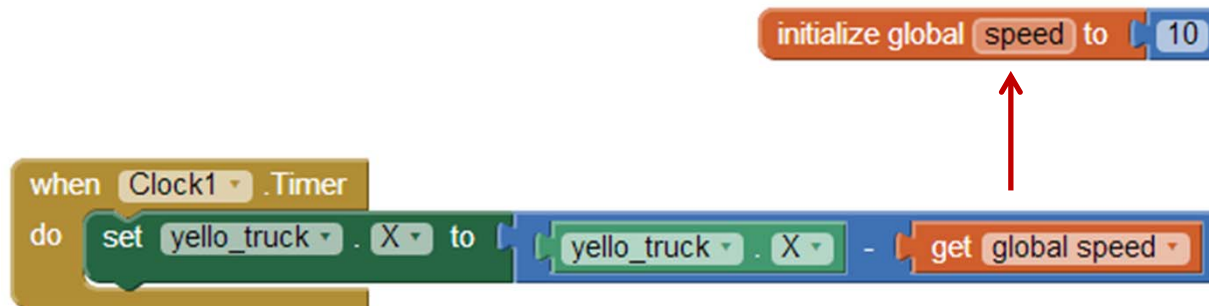 initialize global speed to 10
when Clock1 .Timer
do set yello_truck . X to yello_truck . X - get global speed